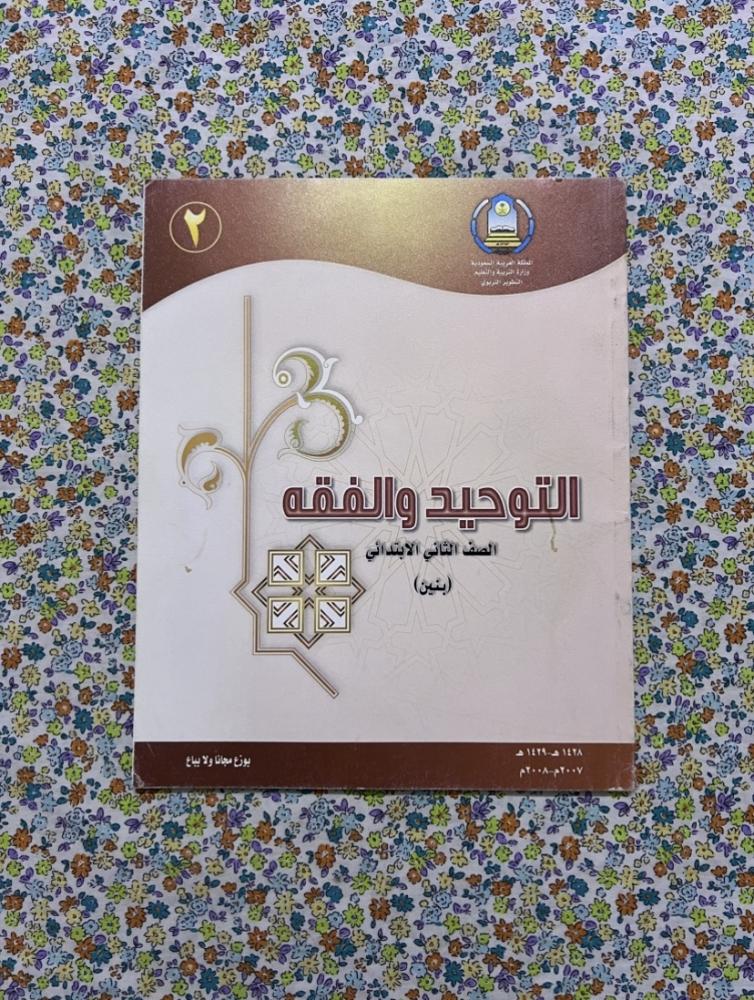 ٢
المملكة العربية السعودية
وزارة التربية والتعليم
التطوير التربوي
التوحيد والفقه
الصف الثاني الابتدائي
(بنين)
١٤٢٨ هـ - ١٤٢٩ هـ
٢٠٠٧م - ٢٠٠٨م
يوزع مجاناً ولا يباع